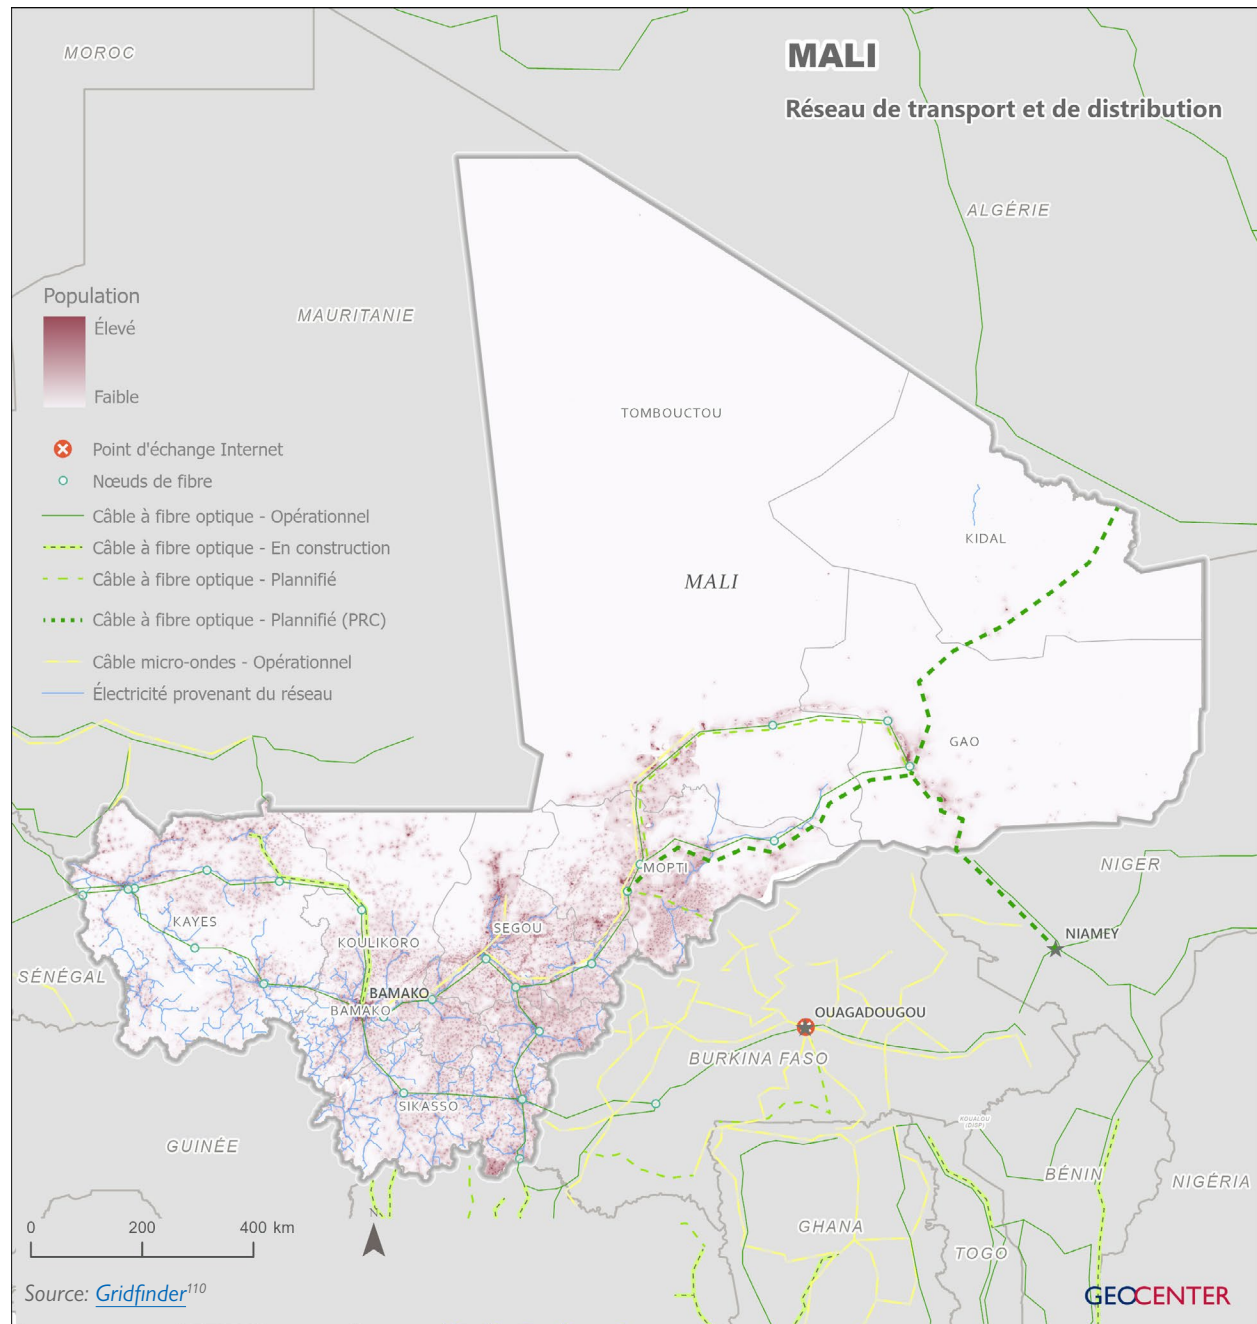 MALI
Réseau de transport et de distribution
MOROC
ALGÉRIE
MAURITANIE
Population
Élevé
Faible
Point d'échange Internet
Nœuds de fibre
Câble à fibre optique - Opérationnel
Câble à fibre optique - En construction
Câble à fibre optique - Plannifié
Câble à fibre optique - Plannifié (PRC)
Câble micro-ondes - Opérationnel
Électricité provenant du réseau
TOMBOUCTOU
KIDAL
MALI
GAO
MOPTI
NIGER
KAYES
SEGOU
KOULIKORO
NIAMEY
SÉNÉGAL
BAMAKO
BAMAKO
OUAGADOUGOU
BURKINA FASO
SIKASSO
KOUALOU
(DISP)
GUINÉE
BÉNIN
NIGÉRIA
GHANA
TOGO
0 200 400 km
N
Source: Gridfinder110
GEOCENTER